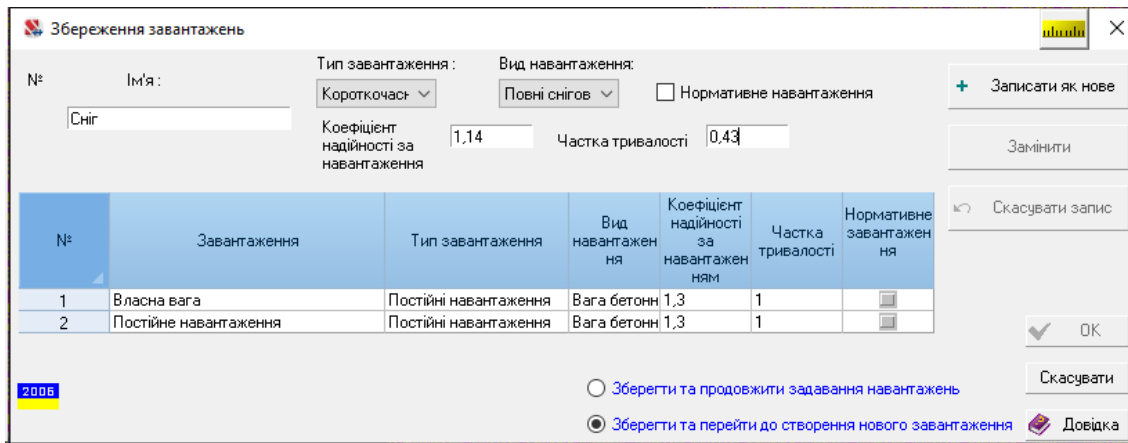 Збереження завантажень
№
Ім'я :
Тип завантаження :
Вид навантаження:
Сніг
Короткочасн
Повні снігов
Нормативне навантаження
Коефіцієнт
надійності за
навантаження
1,14
Частка тривалості
0,43
Записати як нове
Замінити
Скасувати запис
№
Завантаження
Тип завантаження
Вид
навантажен
ня
Коефіцієнт
надійності
за
навантажен
ням
Частка
тривалості
Нормативне
завантажен
ня
1 Власна вага Постійні навантаження Вага бетонн 1,3 1
2 Постійне навантаження Постійні навантаження Вага бетонн 1,3 1
OK
Скасувати
Довідка
2006
Зберегти та продовжити задавання навантажень
Зберегти та перейти до створення нового завантаження